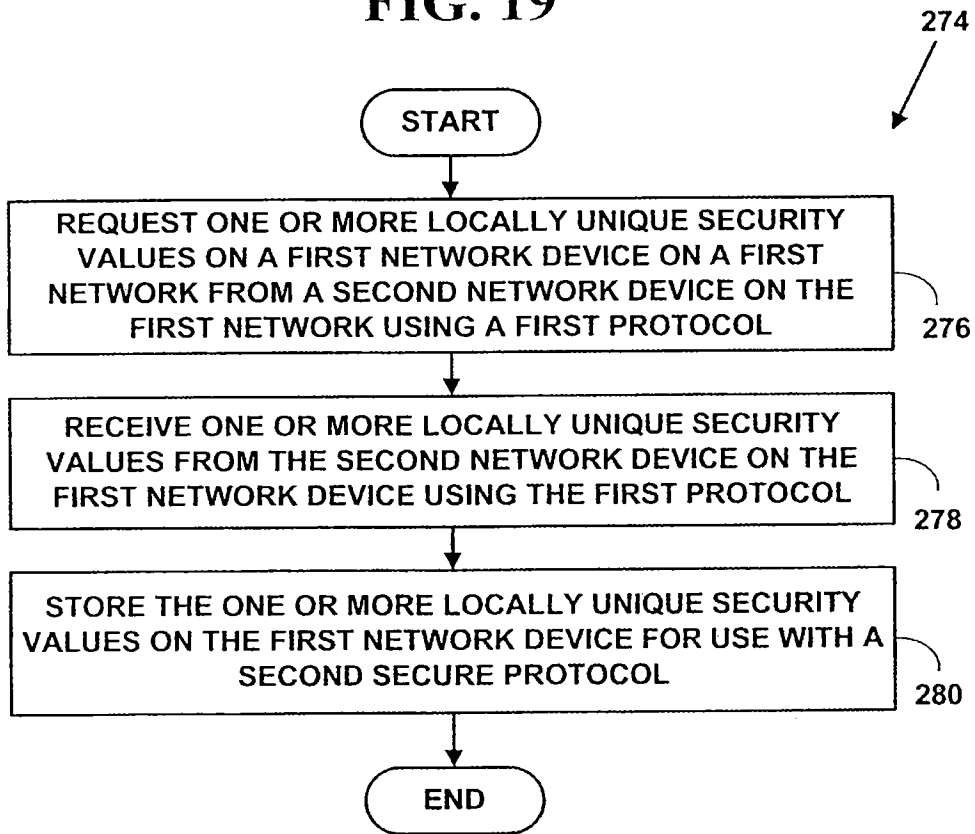 FIG. 19
274
START
REQUEST ONE OR MORE LOCALLY UNIQUE SECURITY
VALUES ON A FIRST NETWORK DEVICE ON A FIRST
NETWORK FROM A SECOND NETWORK DEVICE ON THE
FIRST NETWORK USING A FIRST PROTOCOL
276
RECEIVE ONE OR MORE LOCALLY UNIQUE SECURITY
VALUES FROM THE SECOND NETWORK DEVICE ON THE
FIRST NETWORK DEVICE USING THE FIRST PROTOCOL
278
STORE THE ONE OR MORE LOCALLY UNIQUE SECURITY
VALUES ON THE FIRST NETWORK DEVICE FOR USE WITH A
SECOND SECURE PROTOCOL
280
END